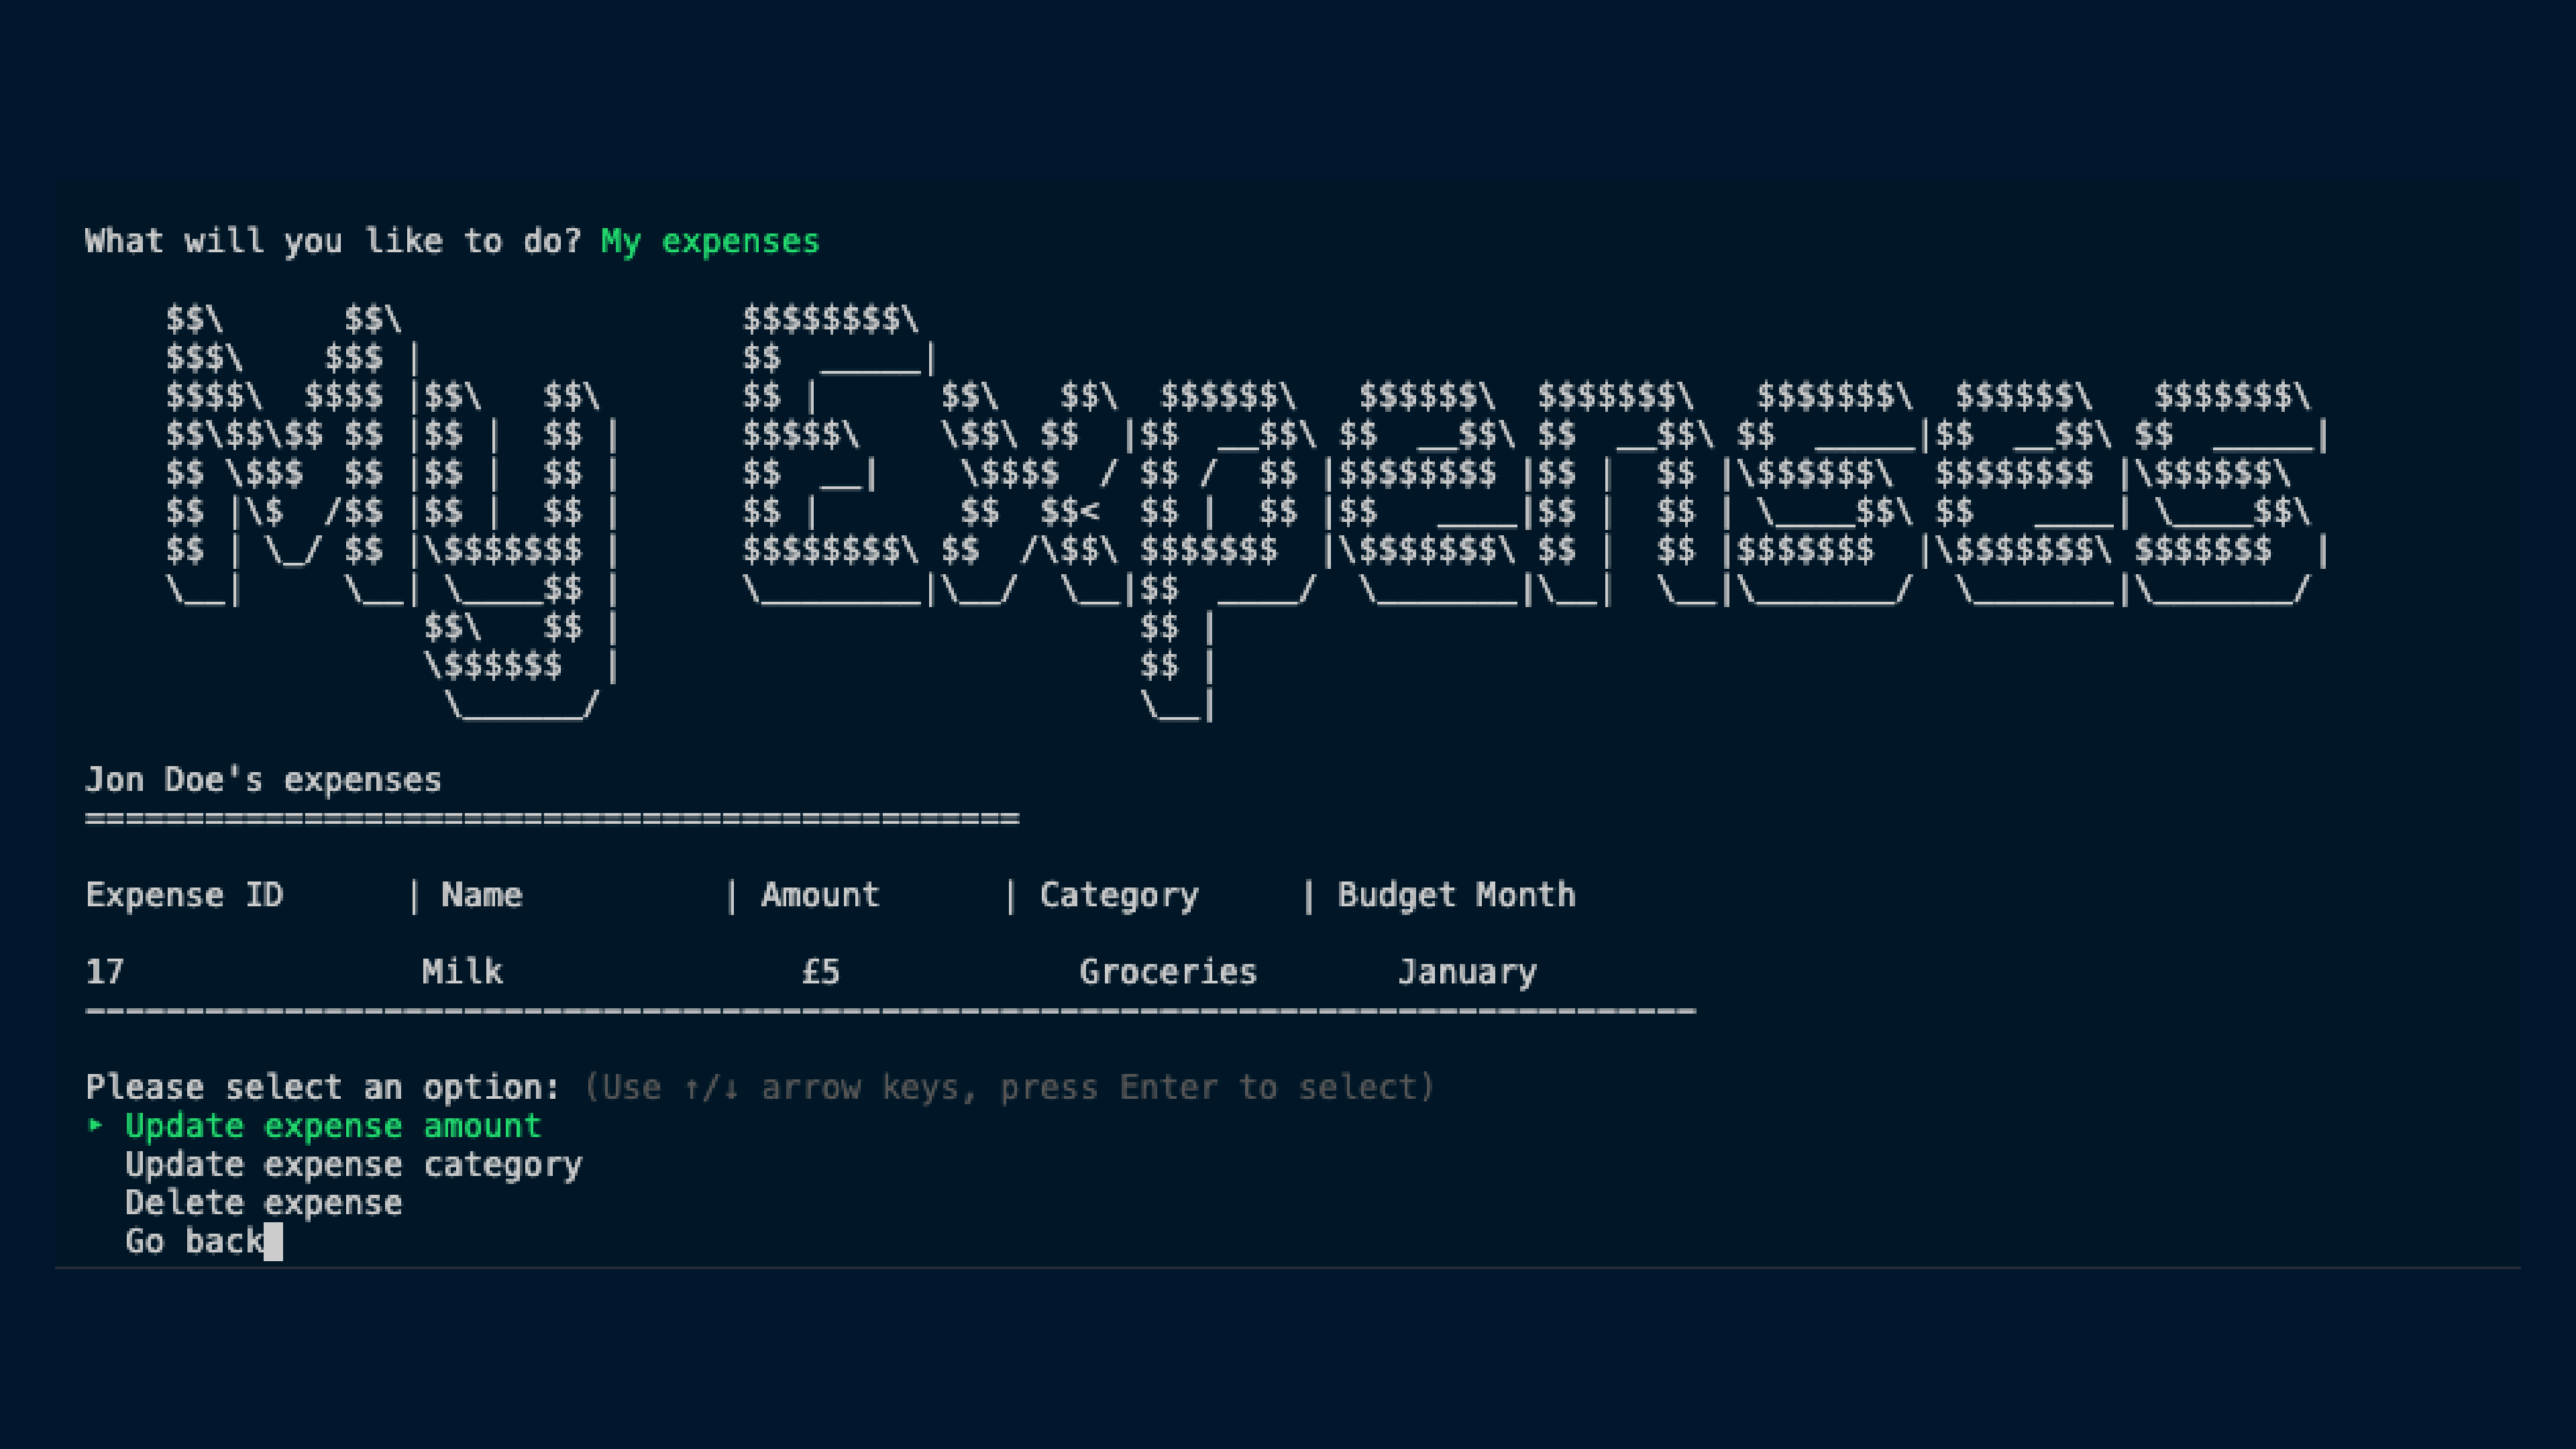 What will you like to do? My expenses
My Expenses
Jon Doe's expenses
===============================================
Expense ID | Name | Amount | Category | Budget Month
17 Milk £5 Groceries January
---------------------------------------------------------------------------------
Please select an option: (Use ↑/↓ arrow keys, press Enter to select)
▸ Update expense amount
Update expense category
Delete expense
Go back